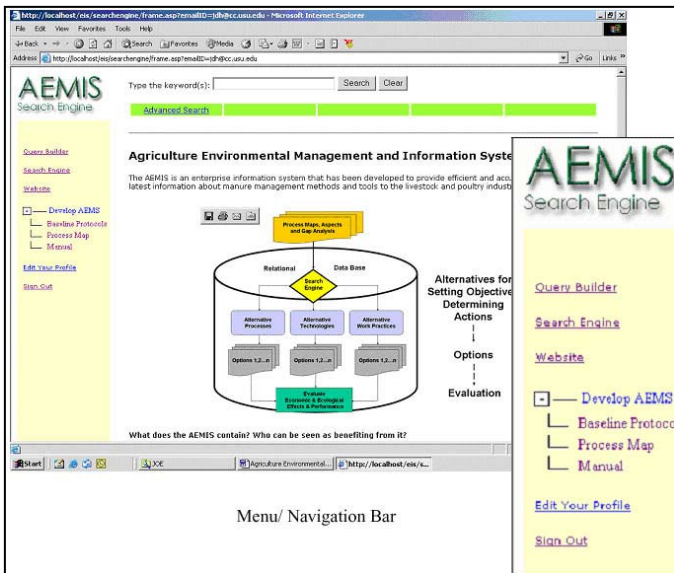 http://localhost/eis/searchengine/frame.asp?emailID=jdh@cc.usu.edu - Microsoft Internet Explorer
File Edit View Favorites Tools Help
Back Search Favorites Media
Address http://localhost/eis/searchengine/frame.asp?emailID=jdh@cc.usu.edu Go Links »
AEMIS
Search Engine
Type the keyword(s): Search Clear
Advanced Search
Query Builder
Search Engine
Website
Develop AEMS
Baseline Protocols
Process Map
Manual
Edit Your Profile
Sign Out
Agriculture Environmental Management and Information Syste
The AEMIS is an enterprise information system that has been developed to provide efficient and acc
latest information about manure management methods and tools to the livestock and poultry indust
Process Maps, Aspects
and Gap Analysis
Relational Data Base
Search
Engine
Alternative
Processes
Alternative
Technologies
Alternative
Work Practices
Options 1,2...n
Options 1,2...n
Options 1,2...n
Evaluate
Economic & Ecological
Effects & Performance
Alternatives for
Setting Objective
Determining
Actions
Options
Evaluation
What does the AEMIS contain? Who can be seen as benefiting from it?
Start JOE Agriculture Environmental... http://localhost/eis/s...
Menu/ Navigation Bar
AEMIS
Search Engine
Query Builder
Search Engine
Website
Develop AEMS
Baseline Protoco
Process Map
Manual
Edit Your Profile
Sign Out